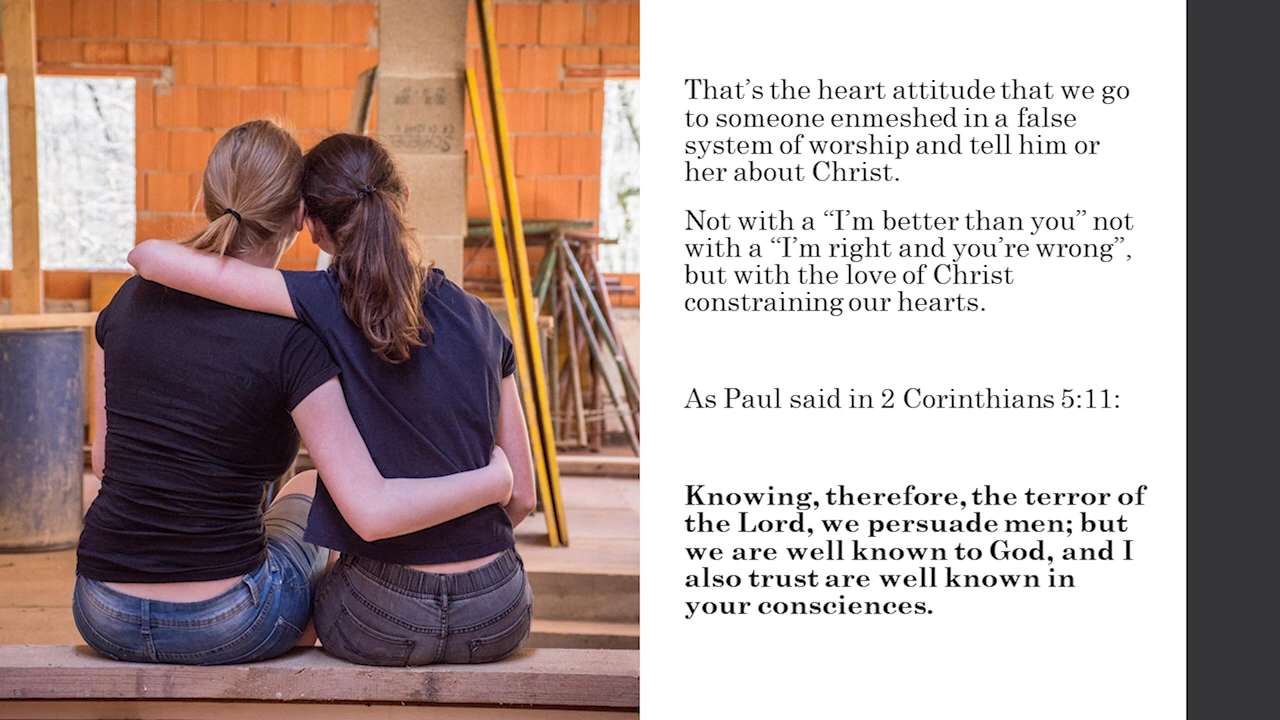 That’s the heart attitude that we go
to someone enmeshed in a false
system of worship and tell him or
her about Christ.
Not with a “I’m better than you” not
with a “I’m right and you’re wrong”,
but with the love of Christ
constraining our hearts.
As Paul said in 2 Corinthians 5:11:
Knowing, therefore, the terror of
the Lord, we persuade men; but
we are well known to God, and I
also trust are well known in
your consciences.